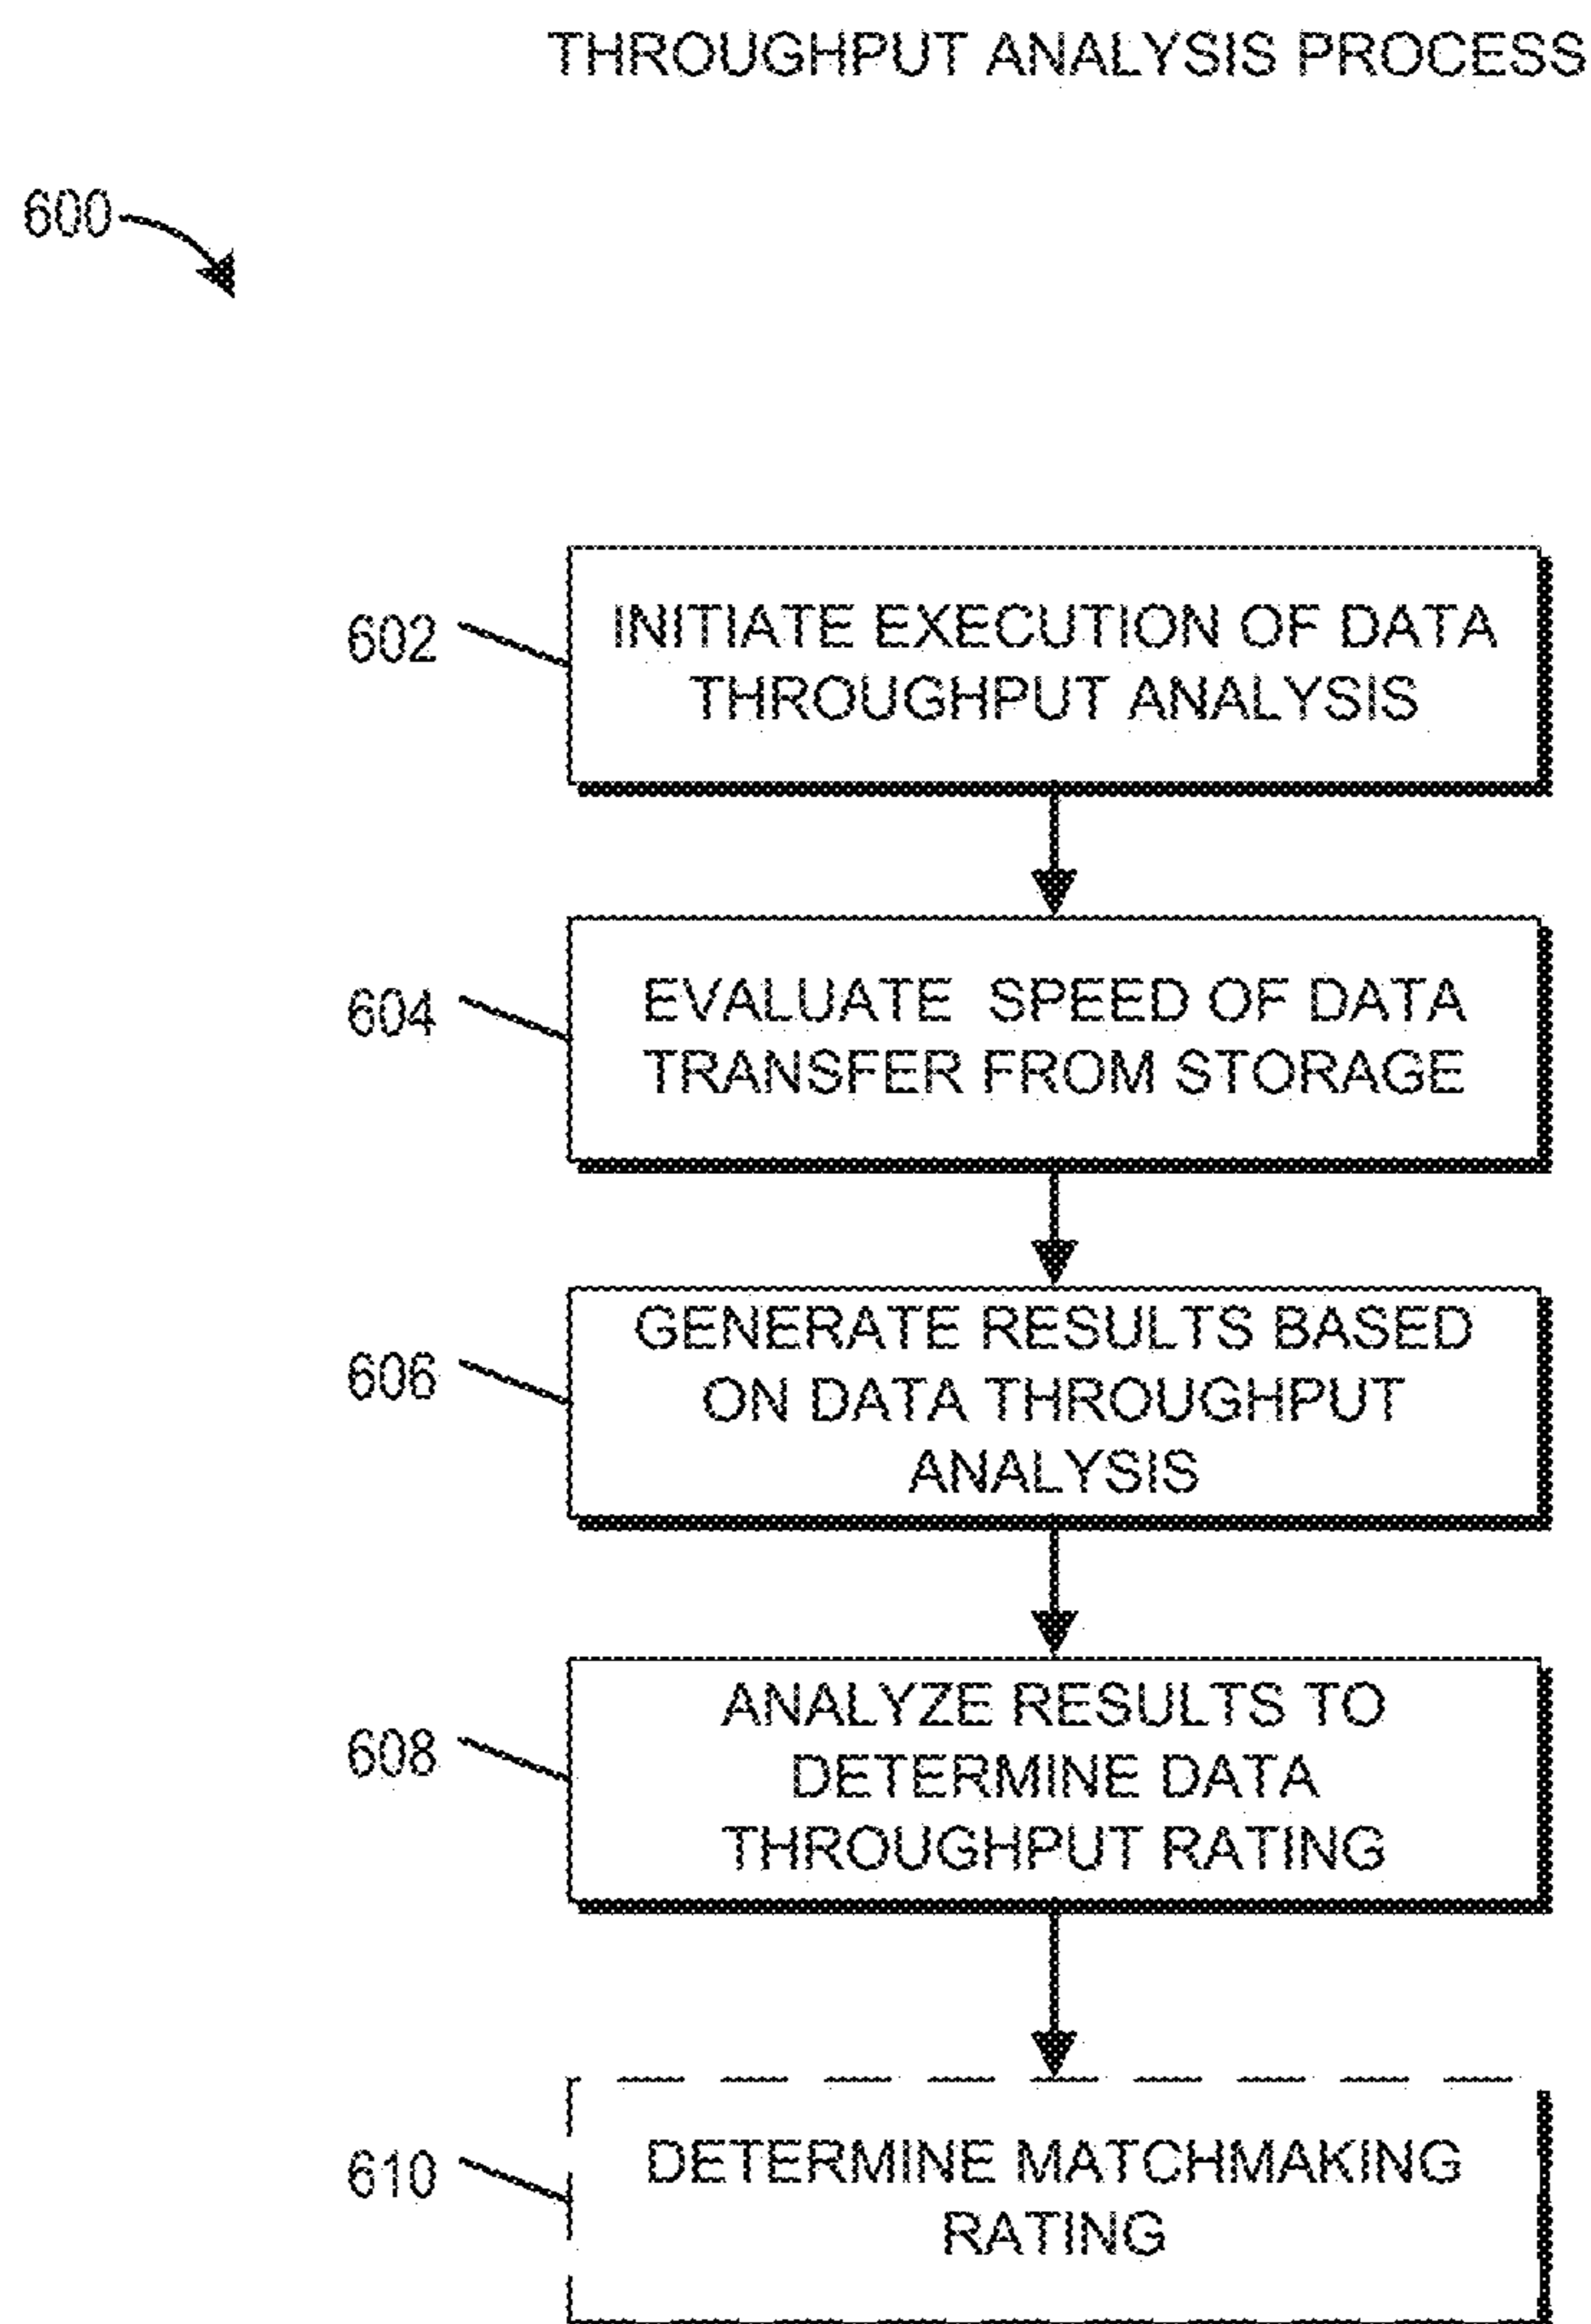 THROUGHPUT ANALYSIS PROCESS
600
602
INITIATE EXECUTION OF DATA
THROUGHPUT ANALYSIS
604
EVALUATE SPEED OF DATA
TRANSFER FROM STORAGE
606
GENERATE RESULTS BASED
ON DATA THROUGHPUT
ANALYSIS
608
ANALYZE RESULTS TO
DETERMINE DATA
THROUGHPUT RATING
610
DETERMINE MATCHMAKING
RATING